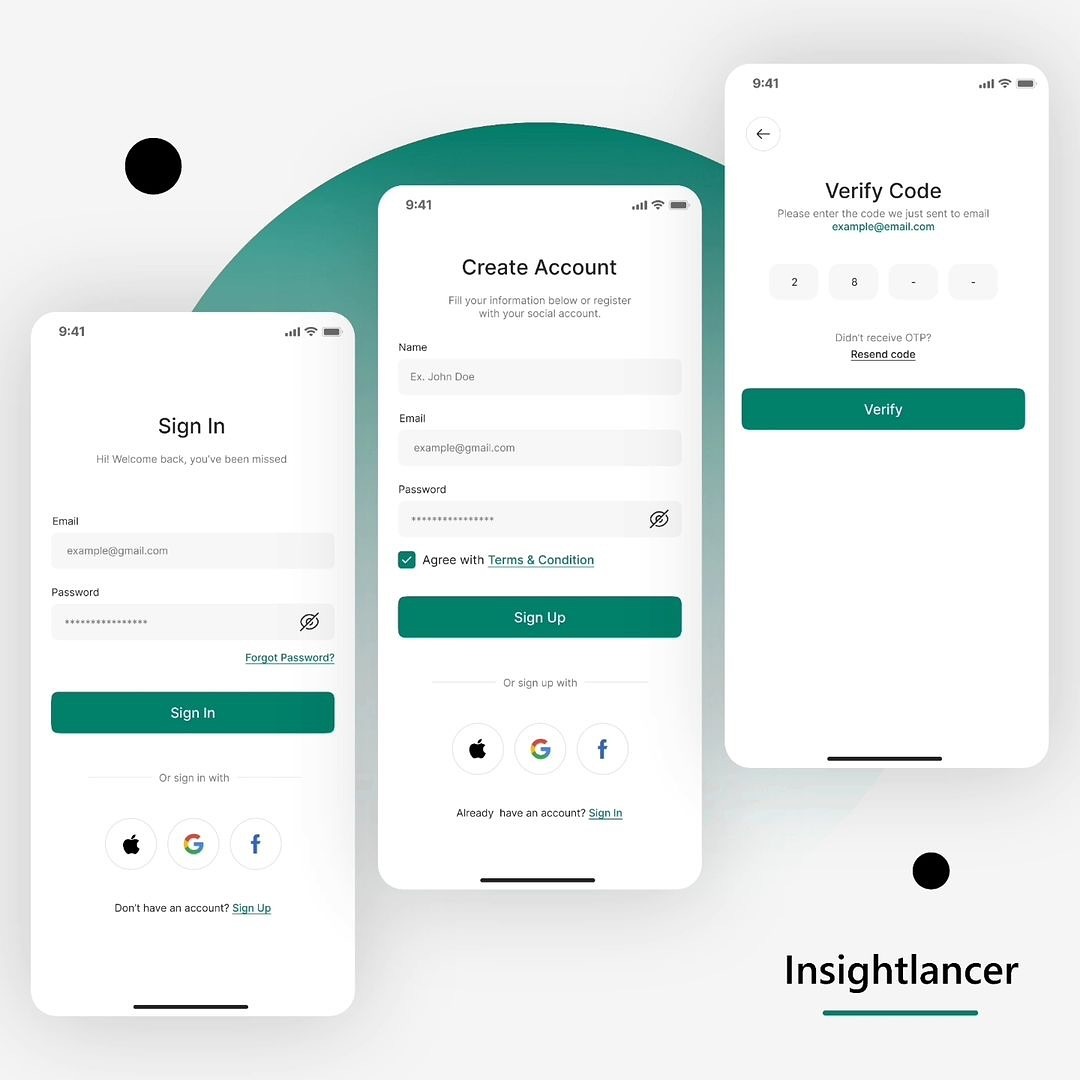 9:41
Sign In
Hi! Welcome back, you've been missed
Email
example@gmail.com
Password
****************
Forgot Password?
Sign In
Or sign in with
G
f
Don't have an account? Sign Up
9:41
Create Account
Fill your information below or register
with your social account.
Name
Ex. John Doe
Email
example@gmail.com
Password
****************
Agree with Terms & Condition
Sign Up
Or sign up with
G
f
Already have an account? Sign In
9:41
Verify Code
Please enter the code we just sent to email
example@email.com
2 8 - -
Didn't receive OTP?
Resend code
Verify
Insightlancer